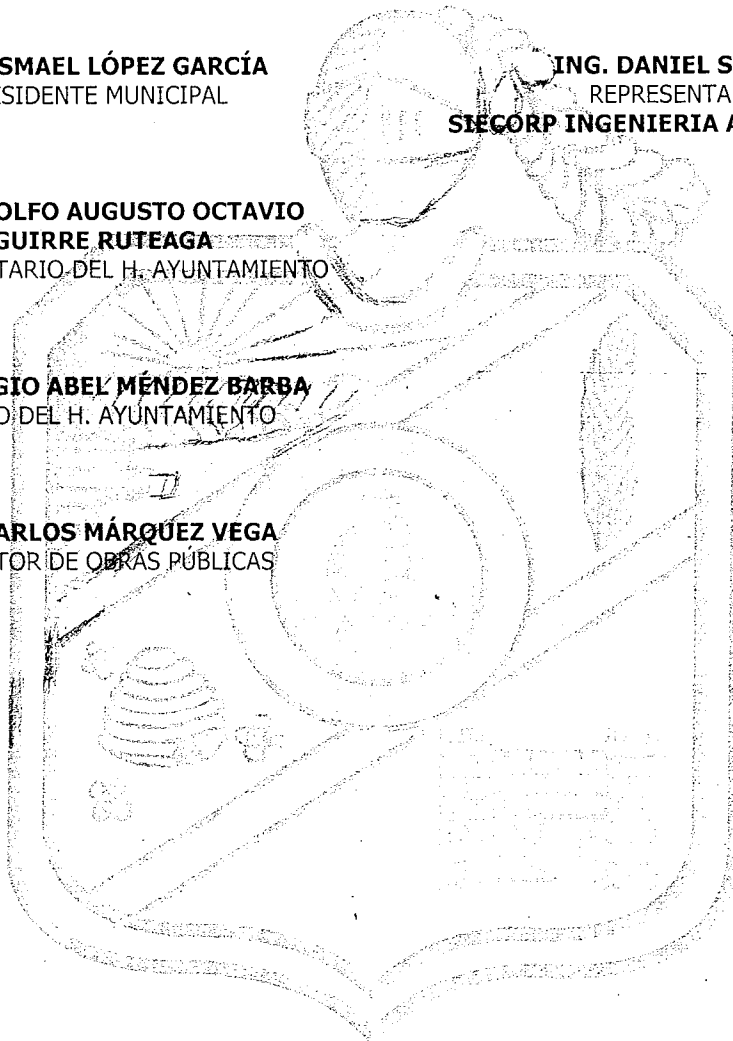 SMAEL LÓPEZ GARCÍA
ESIDENTE MUNICIPAL
ING. DANIEL S
REPRESENTA
SIECORP INGENIERIA A
OLFO AUGUSTO OCTAVIO
GUIRRE RUTEAGA
TARIO DEL H. AYUNTAMIENTO
GIO ABEL MÉNDEZ BARBA
O DEL H. AYUNTAMIENTO
ARLOS MÁRQUEZ VEGA
TOR DE OBRAS PÚBLICAS